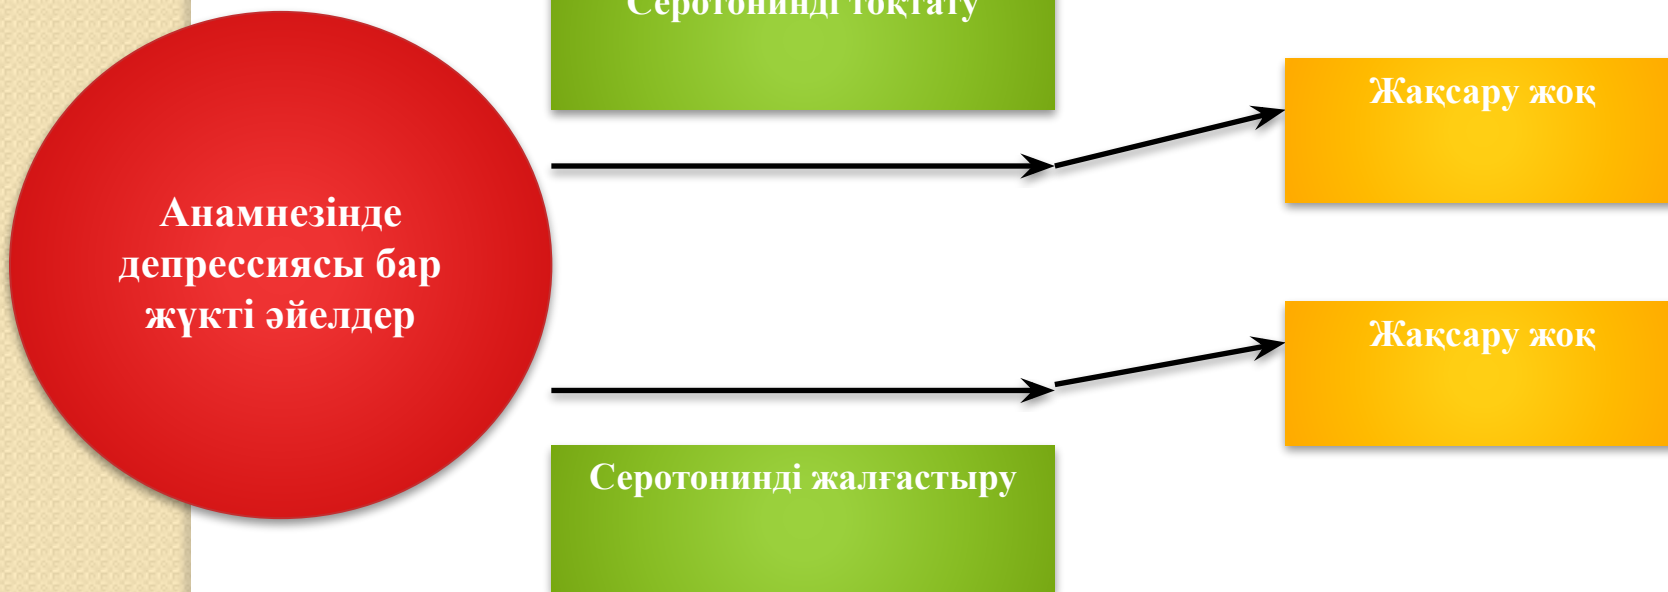 Серотонинді тоқтату
Жақсару жоқ
Анамнезінде
депрессиясы бар
жүкті әйелдер
Жақсару жоқ
Серотонинді жалғастыру